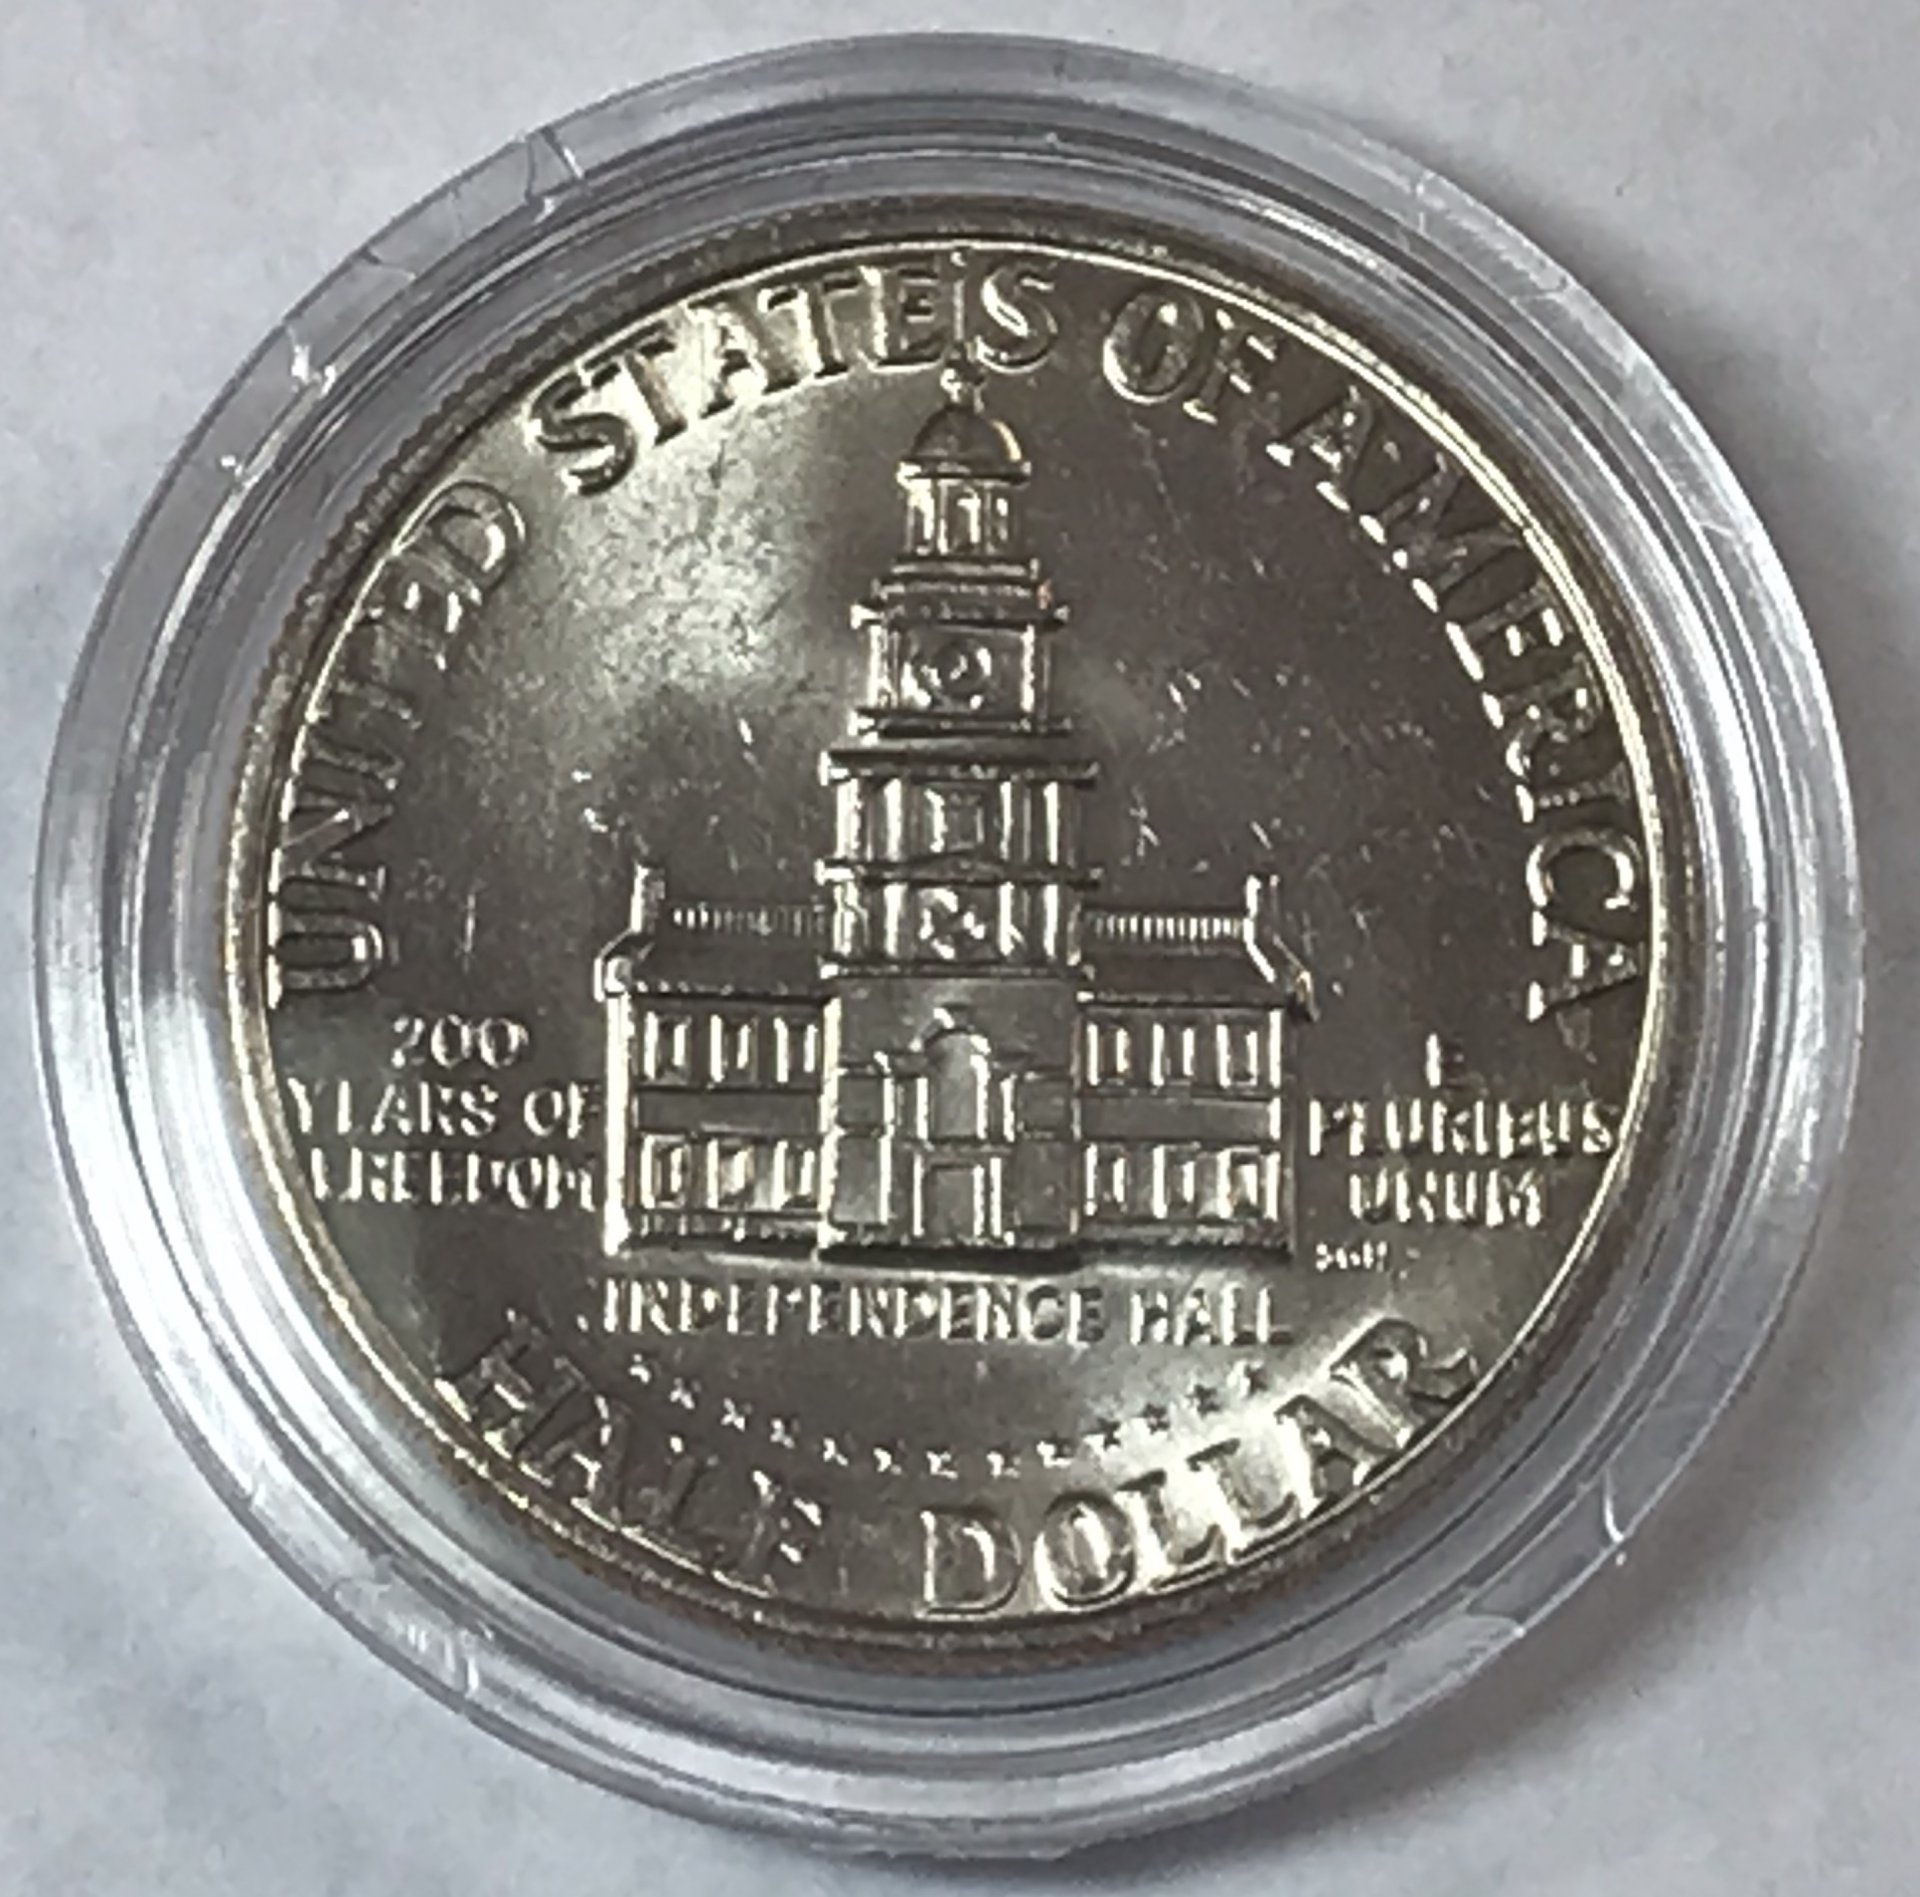 UNITED STATES OF AMERICA
200
YEARS OF
FREEDOM
E
PLURIBUS
UNUM
INDEPENDENCE HALL
HALF DOLLAR